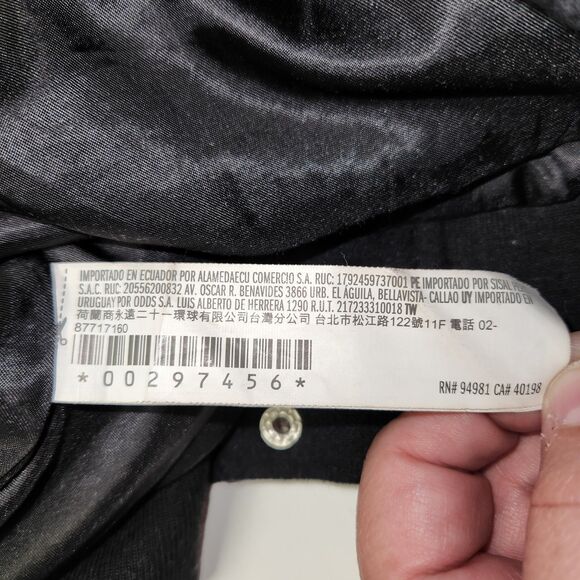 IMPORTADO EN ECUADOR POR ALAMEDAECU COMERCIO S.A. RUC: 1792459737001 PE IMPORTADO POR SISAL PERU
S.A.C. RUC: 20556200832 AV. OSCAR R. BENAVIDES 3866 URB. EL ÁGUILA, BELLAVISTA- CALLAO UY IMPORTADO EN
URUGUAY POR ODDS S.A. LUIS ALBERTO DE HERRERA 1290 R.U.T. 217233310018 TW
荷蘭商永遠二十一環球有限公司台灣分公司 台北市松江路122號11F 電話 02-
87717160
*00297456*
RN# 94981 CA# 40198